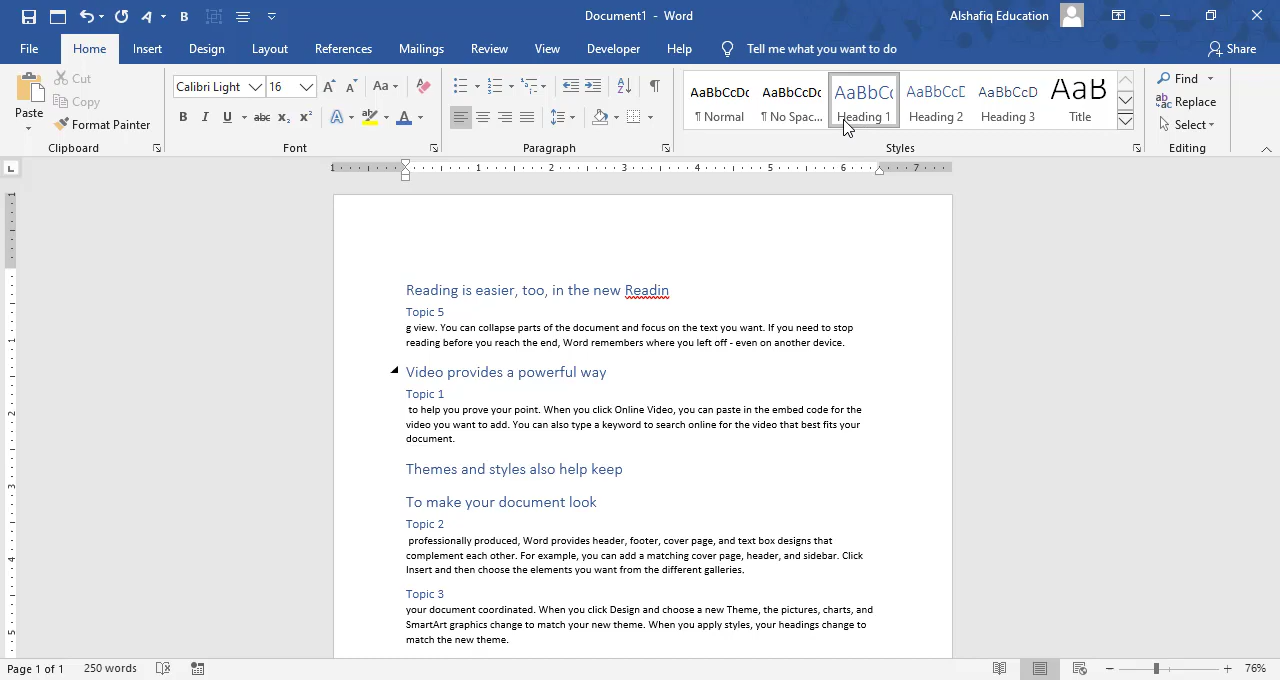 Document1 - Word
Alshafiq Education
File Home Insert Design Layout References Mailings Review View Developer Help Tell me what you want to do Share
Paste
Cut
Copy
Format Painter
Clipboard
Calibri Light 16
Font
Paragraph
AaBbCcDc AaBbCcDc AaBbC AaBbCcD AaBbCcD AaB
¶ Normal ¶ No Spac... Heading 1 Heading 2 Heading 3 Title
Styles
Find
Replace
Select
Editing
Reading is easier, too, in the new Readin
Topic 5
g view. You can collapse parts of the document and focus on the text you want. If you need to stop
reading before you reach the end, Word remembers where you left off - even on another device.
Video provides a powerful way
Topic 1
to help you prove your point. When you click Online Video, you can paste in the embed code for the
video you want to add. You can also type a keyword to search online for the video that best fits your
document.
Themes and styles also help keep
To make your document look
Topic 2
professionally produced, Word provides header, footer, cover page, and text box designs that
complement each other. For example, you can add a matching cover page, header, and sidebar. Click
Insert and then choose the elements you want from the different galleries.
Topic 3
your document coordinated. When you click Design and choose a new Theme, the pictures, charts, and
SmartArt graphics change to match your new theme. When you apply styles, your headings change to
match the new theme.
Page 1 of 1 250 words 76%